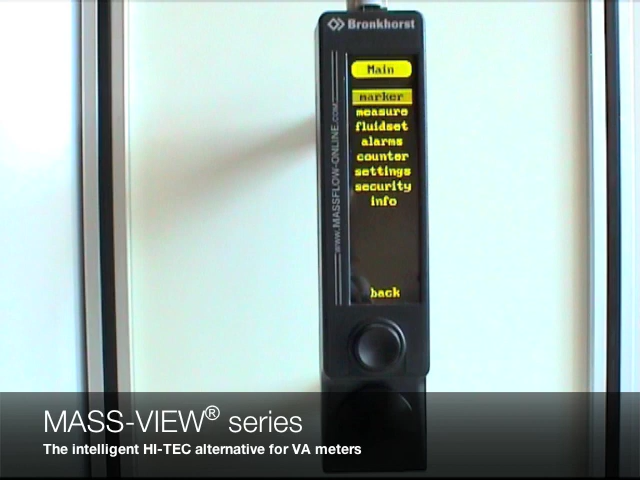 Bronkhorst
Main
marker
measure
fluidset
alarms
counter
settings
security
info
back
www.MASSFLOW-ONLINE.COM
MASS-VIEW® series
The intelligent HI-TEC alternative for VA meters